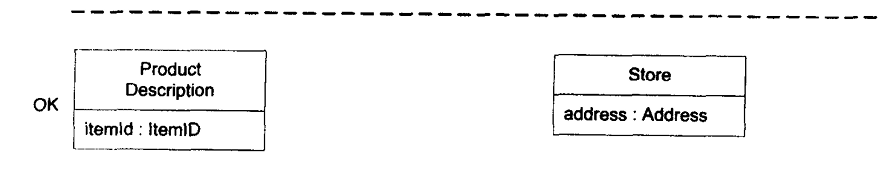 Product
Description
OK
itemId : ItemID
Store
address : Address